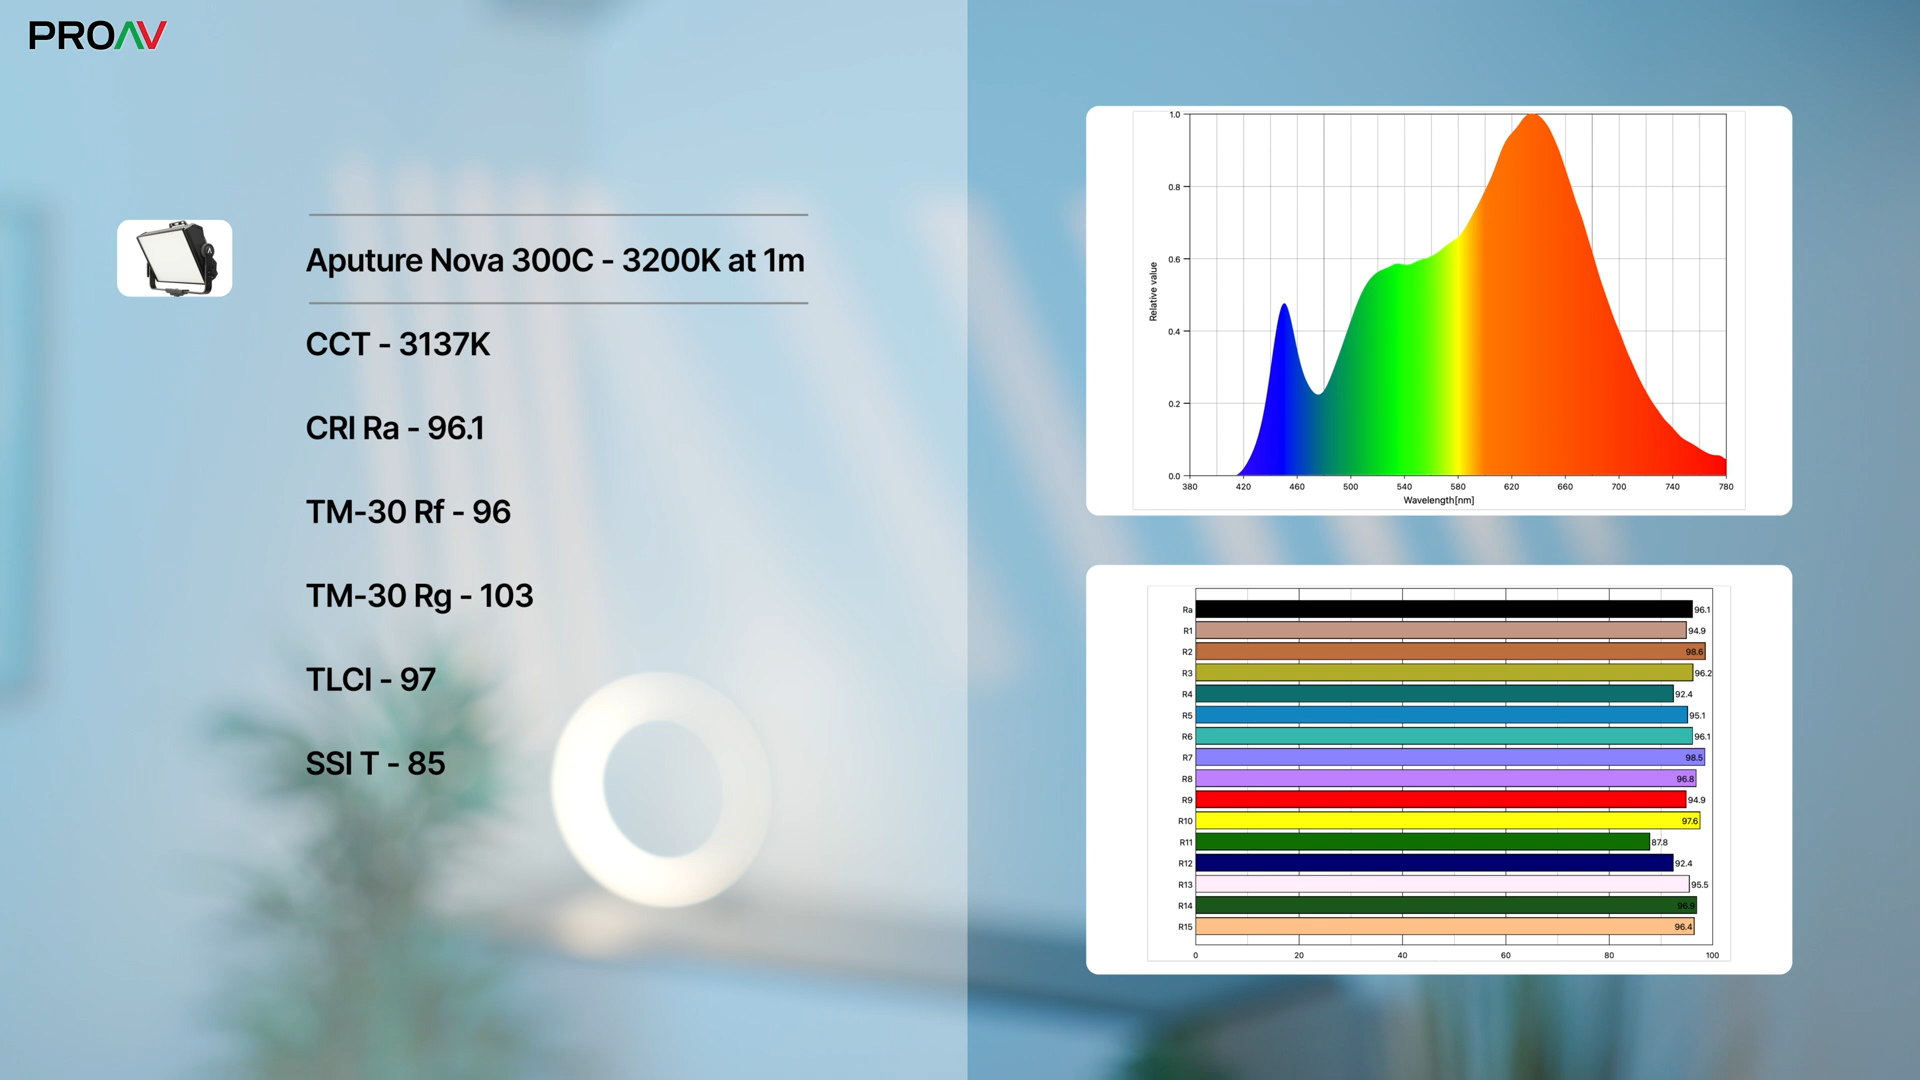 PROAV
Aputure Nova 300C - 3200K at 1m
CCT - 3137K
CRI Ra - 96.1
TM-30 Rf - 96
TM-30 Rg - 103
TLCI - 97
SSI T - 85
1.0
0.8
0.6
0.4
0.2
0.0
Relative value
380 420 460 500 540 580 620 660 700 740 780
Wavelength[nm]
Ra 96.1
R1 94.9
R2 98.6
R3 96.2
R4 92.4
R5 95.1
R6 96.1
R7 98.5
R8 96.8
R9 94.9
R10 97.6
R11 87.8
R12 92.4
R13 95.5
R14 96.9
R15 96.4
0 20 40 60 80 100